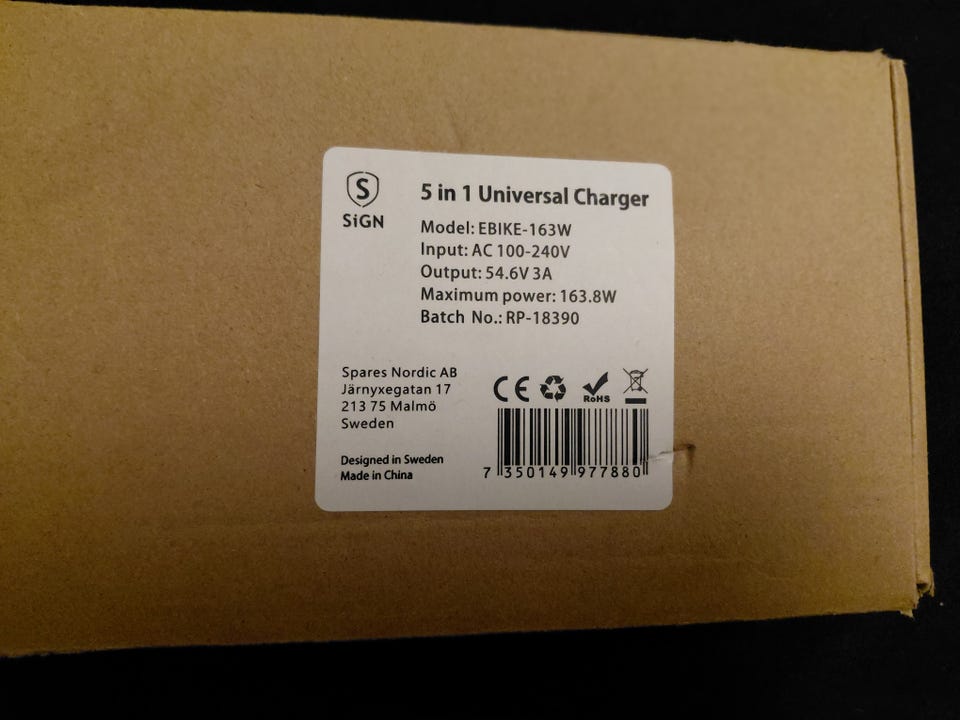 S
SiGN
5 in 1 Universal Charger
Model: EBIKE-163W
Input: AC 100-240V
Output: 54.6V 3A
Maximum power: 163.8W
Batch No.: RP-18390
Spares Nordic AB
Järnyxegatan 17
213 75 Malmö
Sweden
Designed in Sweden
Made in China
CE
RoHS
7 350149 977880